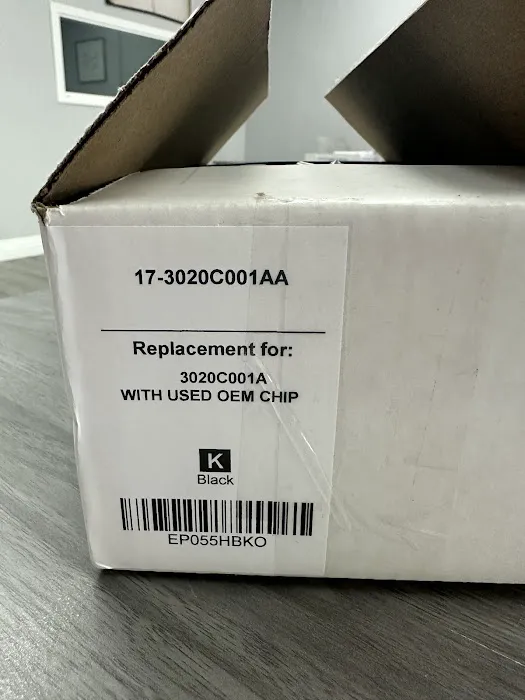 17-3020C001AA
Replacement for:
3020C001A
WITH USED OEM CHIP
K
Black
EP055HBKO